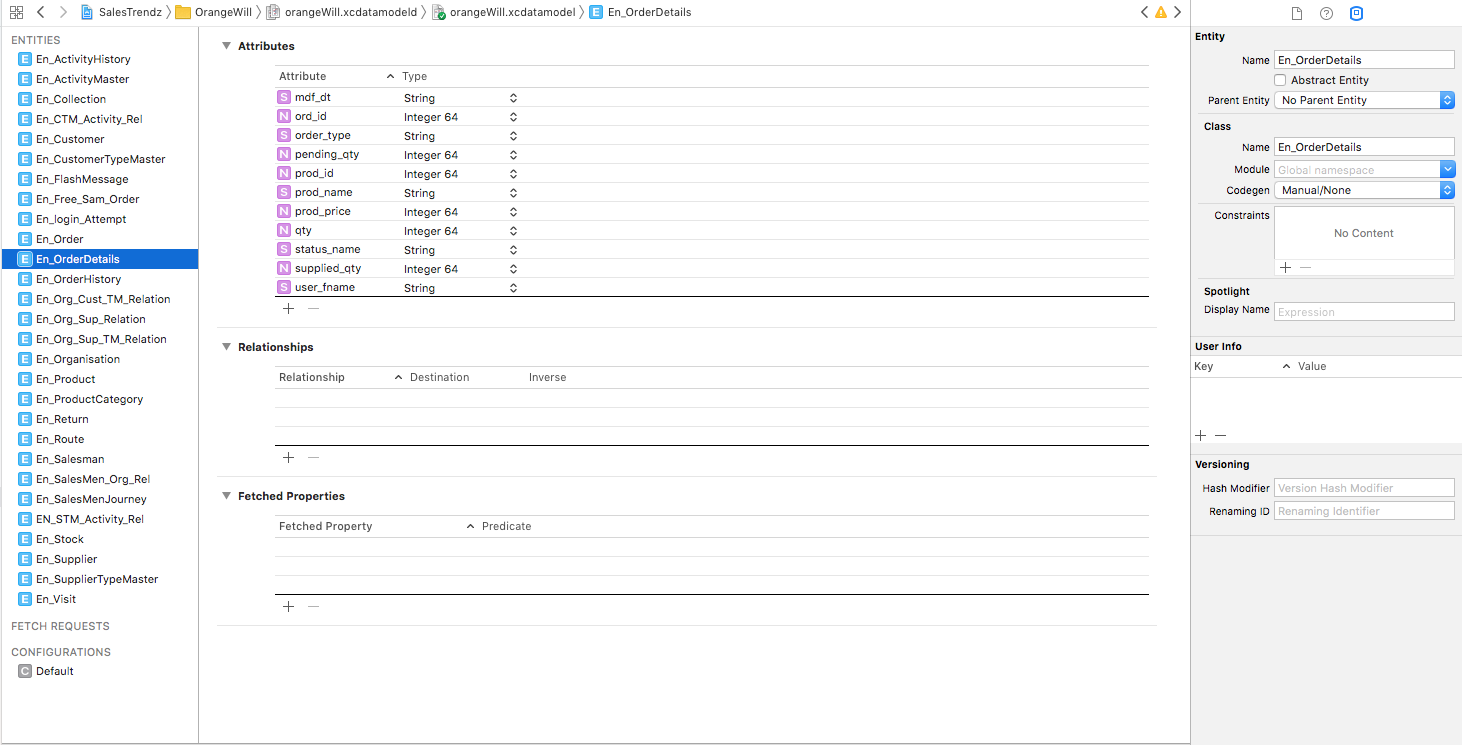 SalesTrendz OrangeWill orangeWill.xcdatamodeld orangeWill.xcdatamodel E En_OrderDetails
ENTITIES
E En_ActivityHistory
E En_ActivityMaster
E En_Collection
E En_CTM_Activity_Rel
E En_Customer
E En_CustomerTypeMaster
E En_FlashMessage
E En_Free_Sam_Order
E En_login_Attempt
E En_Order
E En_OrderDetails
E En_OrderHistory
E En_Org_Cust_TM_Relation
E En_Org_Sup_Relation
E En_Org_Sup_TM_Relation
E En_Organisation
E En_Product
E En_ProductCategory
E En_Return
E En_Route
E En_Salesman
E En_SalesMen_Org_Rel
E En_SalesMenJourney
E EN_STM_Activity_Rel
E En_Stock
E En_Supplier
E En_SupplierTypeMaster
E En_Visit
FETCH REQUESTS
CONFIGURATIONS
C Default
Attributes
Attribute Type
S mdf_dt String
N ord_id Integer 64
S order_type String
N pending_qty Integer 64
N prod_id Integer 64
S prod_name String
N prod_price Integer 64
N qty Integer 64
S status_name String
N supplied_qty Integer 64
S user_fname String
Relationships
Relationship Destination Inverse
Fetched Properties
Fetched Property Predicate
Entity
Name En_OrderDetails
Abstract Entity
Parent Entity No Parent Entity
Class
Name En_OrderDetails
Module Global namespace
Codegen Manual/None
Constraints
No Content
Spotlight
Display Name Expression
User Info
Key Value
Versioning
Hash Modifier Version Hash Modifier
Renaming ID Renaming Identifier